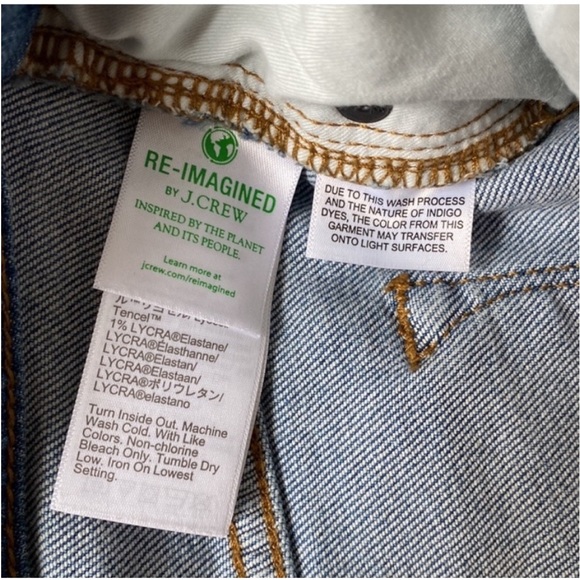 RE-IMAGINED
BY J.CREW
INSPIRED BY THE PLANET
AND ITS PEOPLE.
Learn more at
jcrew.com/reimagined
Tencel™
1% LYCRA®Elastane/
LYCRA®Élasthanne/
LYCRA®Elastan/
LYCRA®Elastaan/
LYCRA®ポリウレタン/
LYCRA®elastano
Turn Inside Out. Machine
Wash Cold. With Like
Colors. Non-chlorine
Bleach Only. Tumble Dry
Low. Iron On Lowest
Setting.
DUE TO THIS WASH PROCESS
AND THE NATURE OF INDIGO
DYES, THE COLOR FROM THIS
GARMENT MAY TRANSFER
ONTO LIGHT SURFACES.